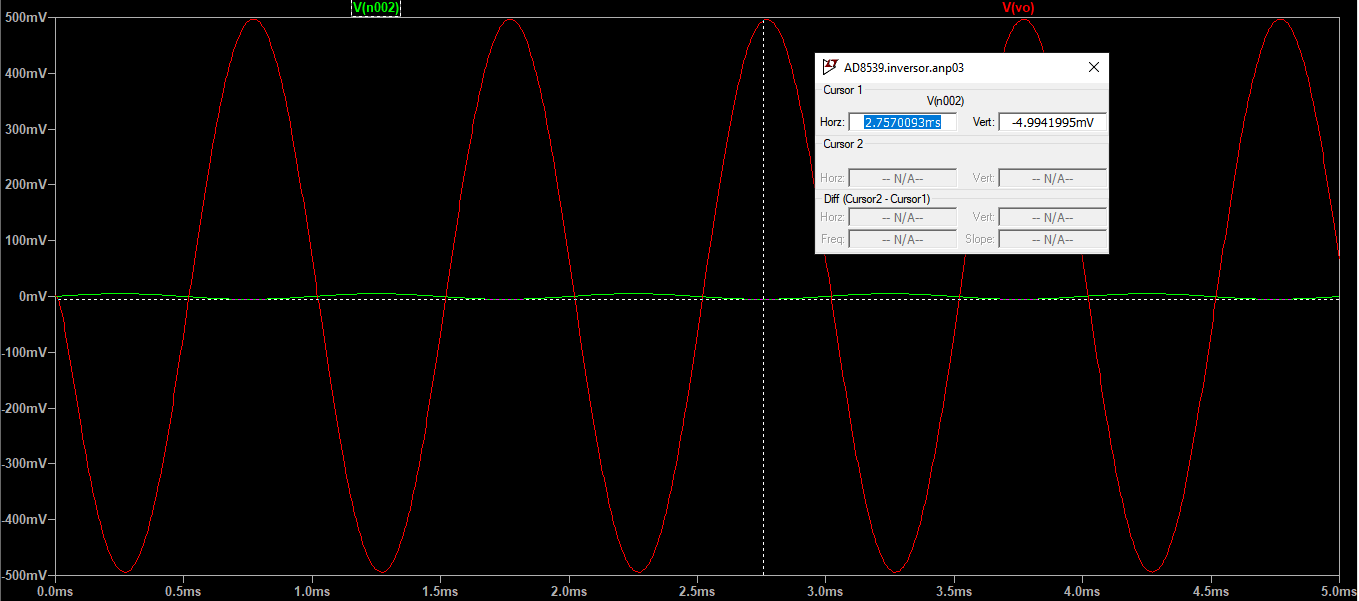 V(n002)
V(vo)
500mV
400mV
300mV
200mV
100mV
0mV
-100mV
-200mV
-300mV
-400mV
-500mV
0.0ms 0.5ms 1.0ms 1.5ms 2.0ms 2.5ms 3.0ms 3.5ms 4.0ms 4.5ms 5.0ms
AD8539.inversor.anp03
Cursor 1
V(n002)
Horz: 2.7570093ms Vert: -4.9941995mV
Cursor 2
Horz: -- N/A-- Vert: -- N/A--
Diff (Cursor2 - Cursor1)
Horz: -- N/A-- Vert: -- N/A--
Freq: -- N/A-- Slope: -- N/A--